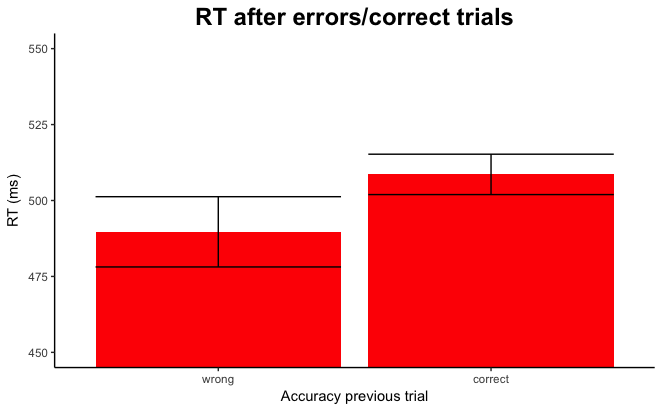 RT after errors/correct trials
RT (ms)
550
525
500
475
450
wrong correct
Accuracy previous trial